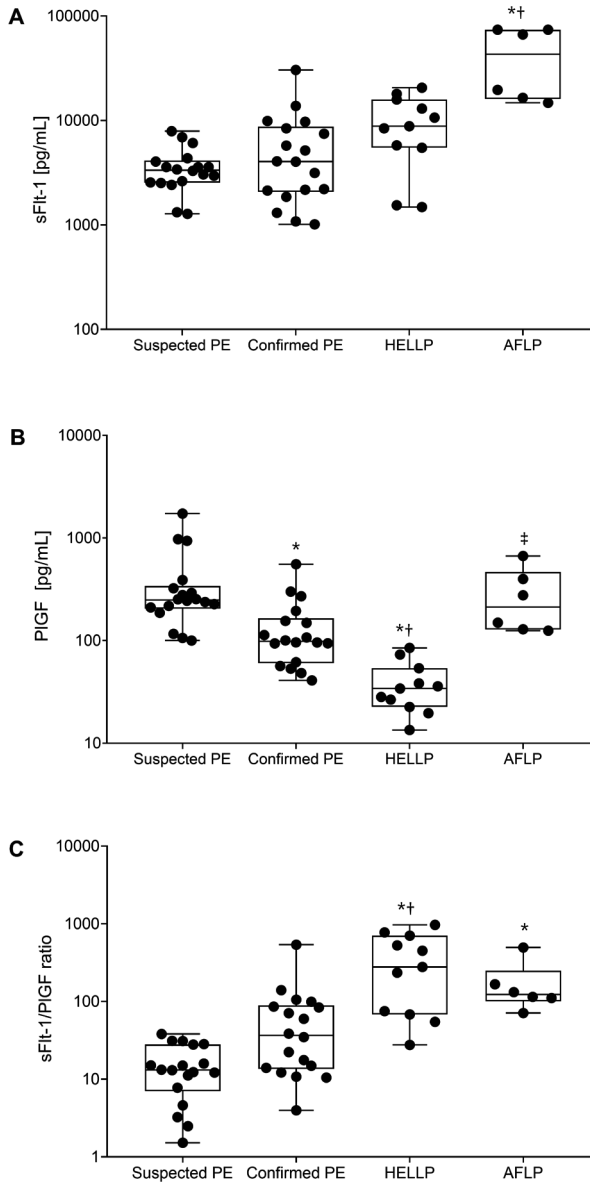 A
*†
100000
10000
1000
100
sFlt-1 [pg/mL]
Suspected PE Confirmed PE HELLP AFLP
B
10000
1000
100
10
PlGF [pg/mL]
*
*†
‡
Suspected PE Confirmed PE HELLP AFLP
C
10000
1000
100
10
1
sFlt-1/PlGF ratio
*†
*
Suspected PE Confirmed PE HELLP AFLP